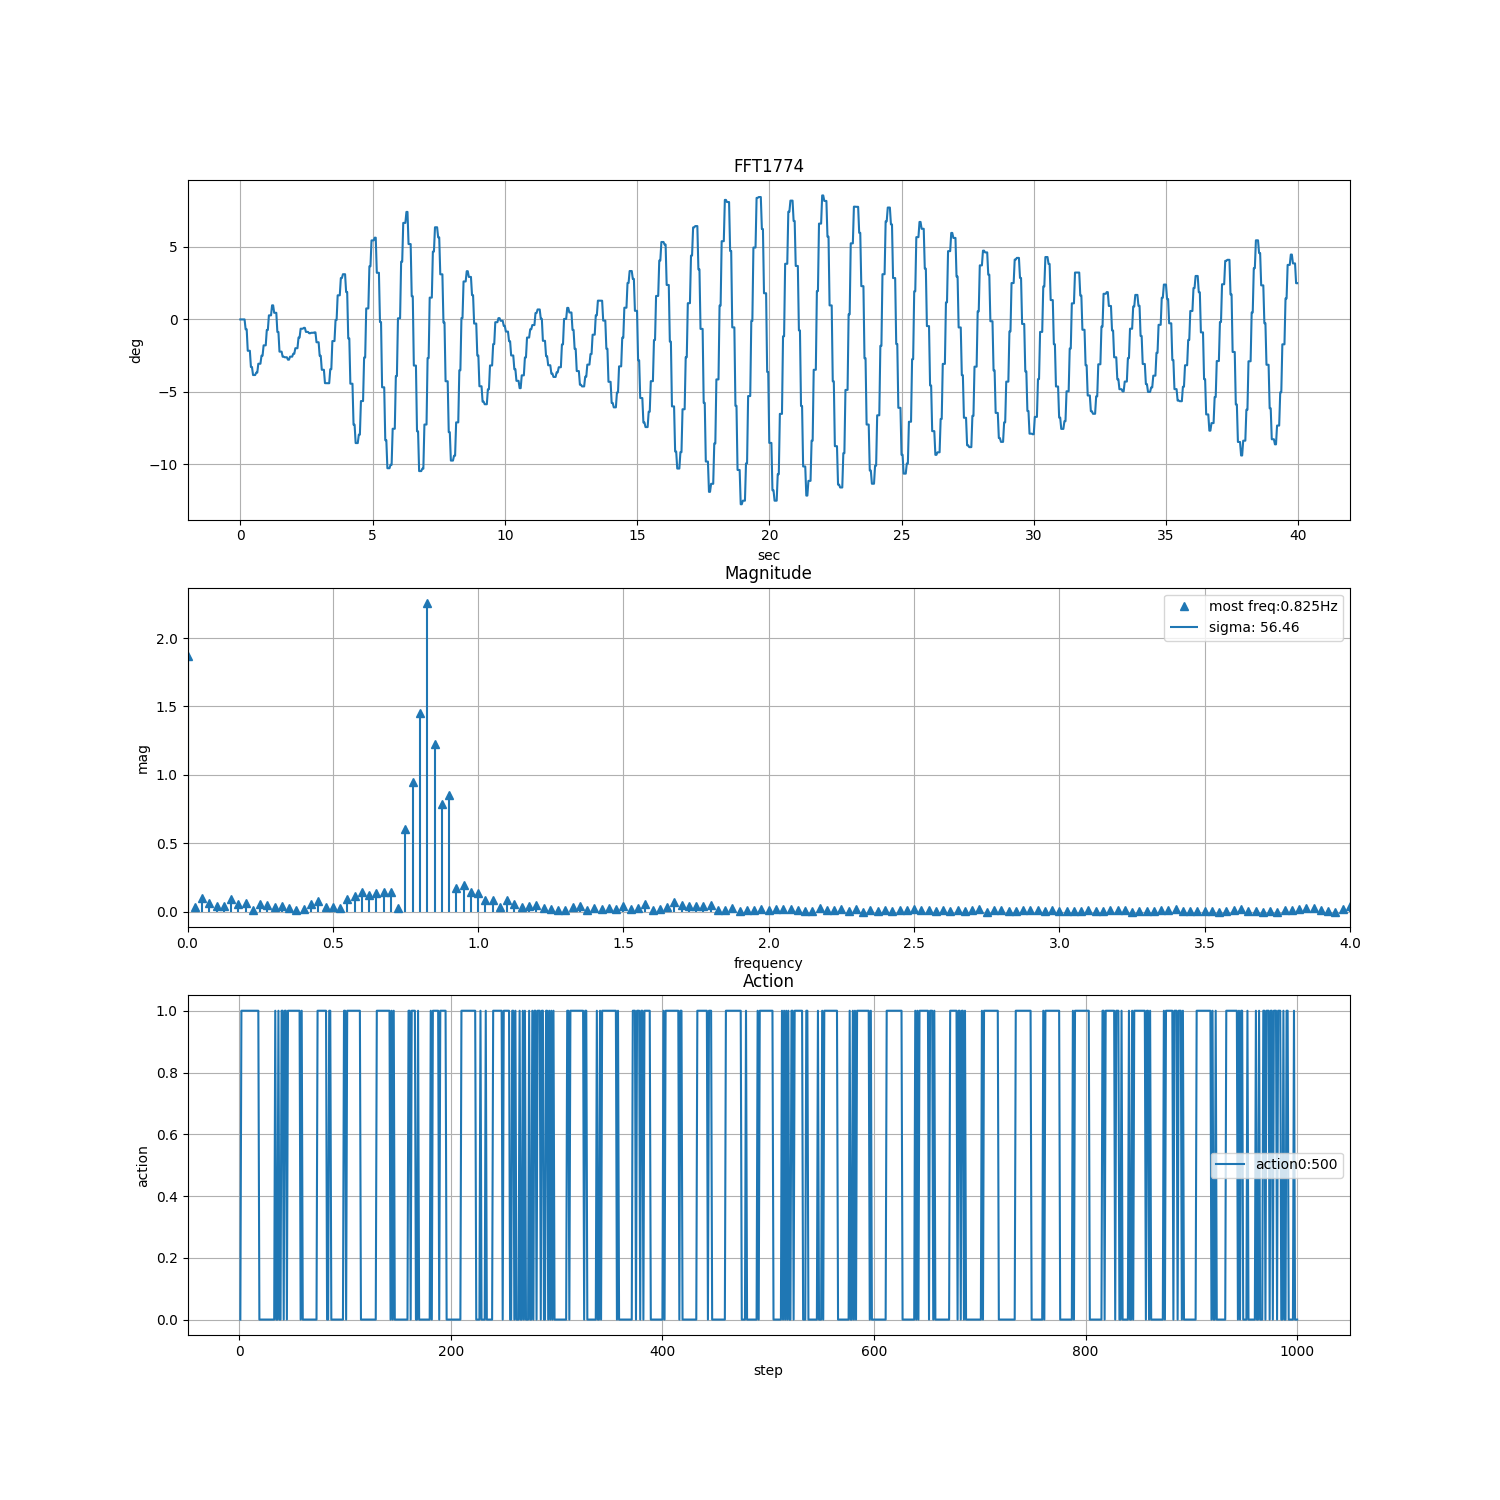 FFT1774
deg
5
0
−5
−10
0 5 10 15 20 25 30 35 40
sec
Magnitude
mag
2.0
1.5
1.0
0.5
0.0
most freq:0.825Hz
sigma: 56.46
0.0 0.5 1.0 1.5 2.0 2.5 3.0 3.5 4.0
frequency
Action
action
1.0
0.8
0.6
0.4
0.2
0.0
action0:500
0 200 400 600 800 1000
step